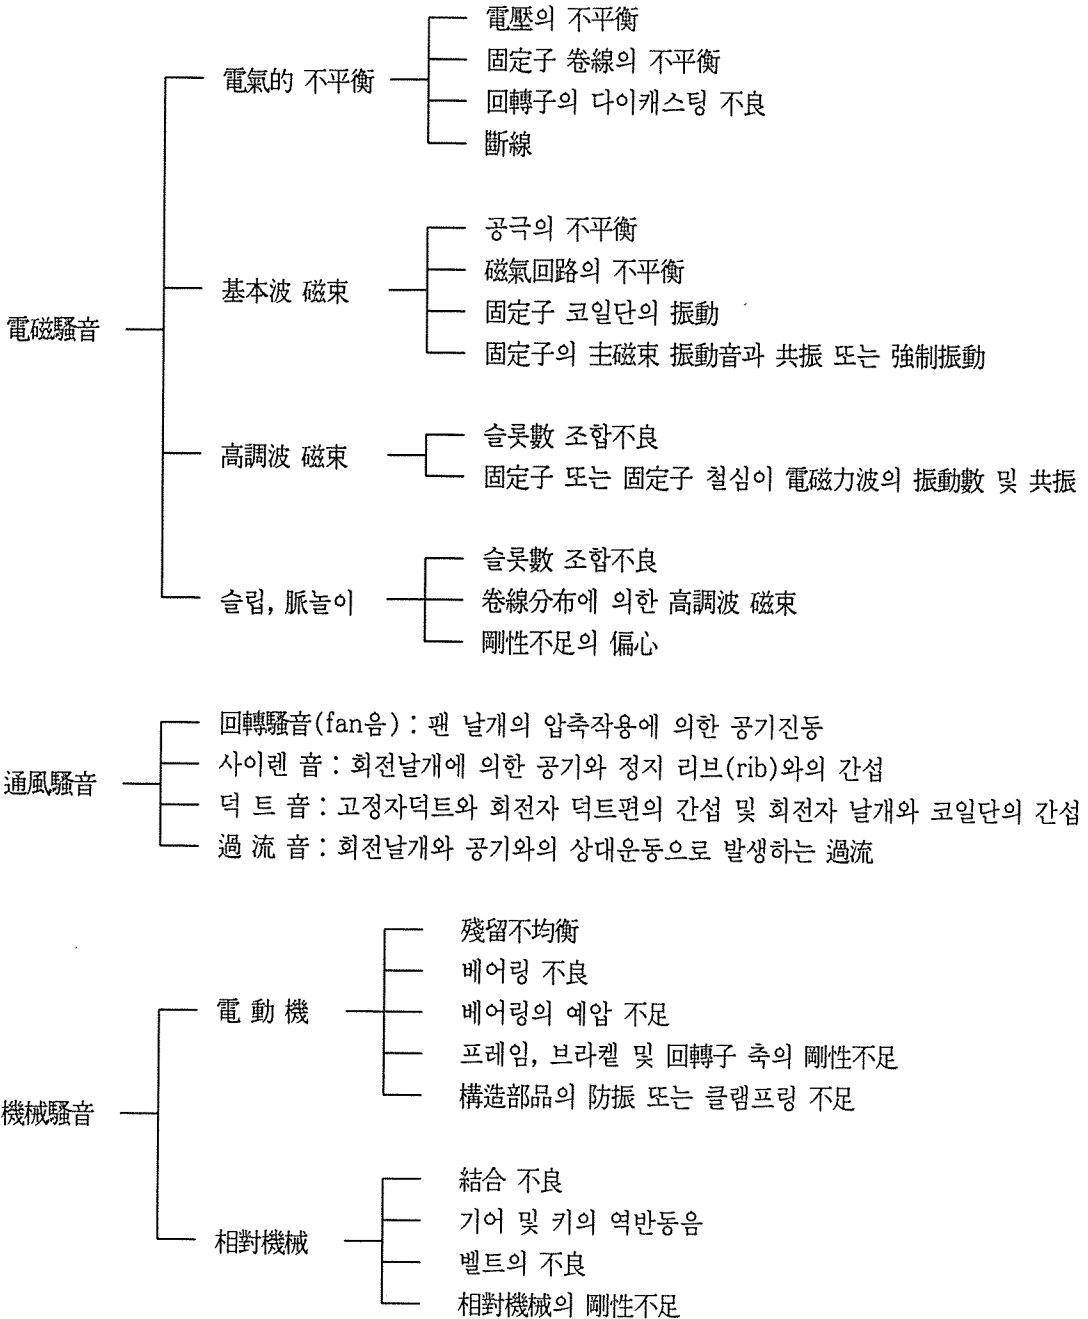 電磁騷音
電氣的 不平衡
電壓의 不平衡
固定子 卷線의 不平衡
回轉子의 다이캐스팅 不良
斷線
基本波 磁束
공극의 不平衡
磁氣回路의 不平衡
固定子 코일단의 振動
固定子의 主磁束 振動音과 共振 또는 強制振動
高調波 磁束
슬롯數 조합不良
固定子 또는 固定子 철심이 電磁力波의 振動數 및 共振
슬립, 脈놀이
슬롯數 조합不良
卷線分布에 의한 高調波 磁束
剛性不足의 偏心
通風騷音
回轉騷音(fan음) : 팬 날개의 압축작용에 의한 공기진동
사이렌 音 : 회전날개에 의한 공기와 정지 리브(rib)와의 간섭
덕 트 音 : 고정자덕트와 회전자 덕트편의 간섭 및 회전자 날개와 코일단의 간섭
過 流 音 : 회전날개와 공기와의 상대운동으로 발생하는 過流
機械騷音
電 動 機
殘留不均衡
베어링 不良
베어링의 예압 不足
프레임, 브라켙 및 回轉子 축의 剛性不足
構造部品의 防振 또는 클램프링 不足
相對機械
結合 不良
기어 및 키의 역반동음
벨트의 不良
相對機械의 剛性不足